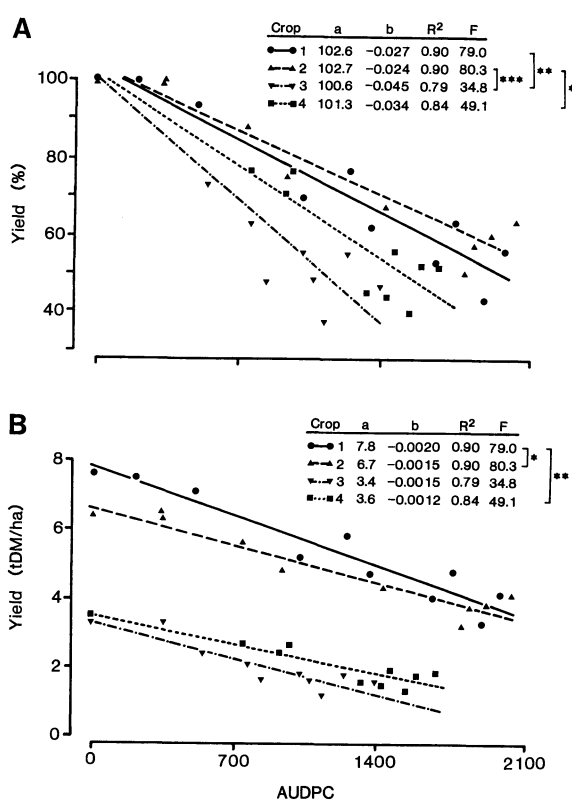 A
Crop a b R² F
1 102.6 −0.027 0.90 79.0
2 102.7 −0.024 0.90 80.3
3 100.6 −0.045 0.79 34.8
4 101.3 −0.034 0.84 49.1
*** ** *
100
80
60
40
Yield (%)
B
Crop a b R² F
1 7.8 −0.0020 0.90 79.0
2 6.7 −0.0015 0.90 80.3
3 3.4 −0.0015 0.79 34.8
4 3.6 −0.0012 0.84 49.1
* **
8
6
4
2
0
Yield (tDM/ha)
0 700 1400 2100
AUDPC